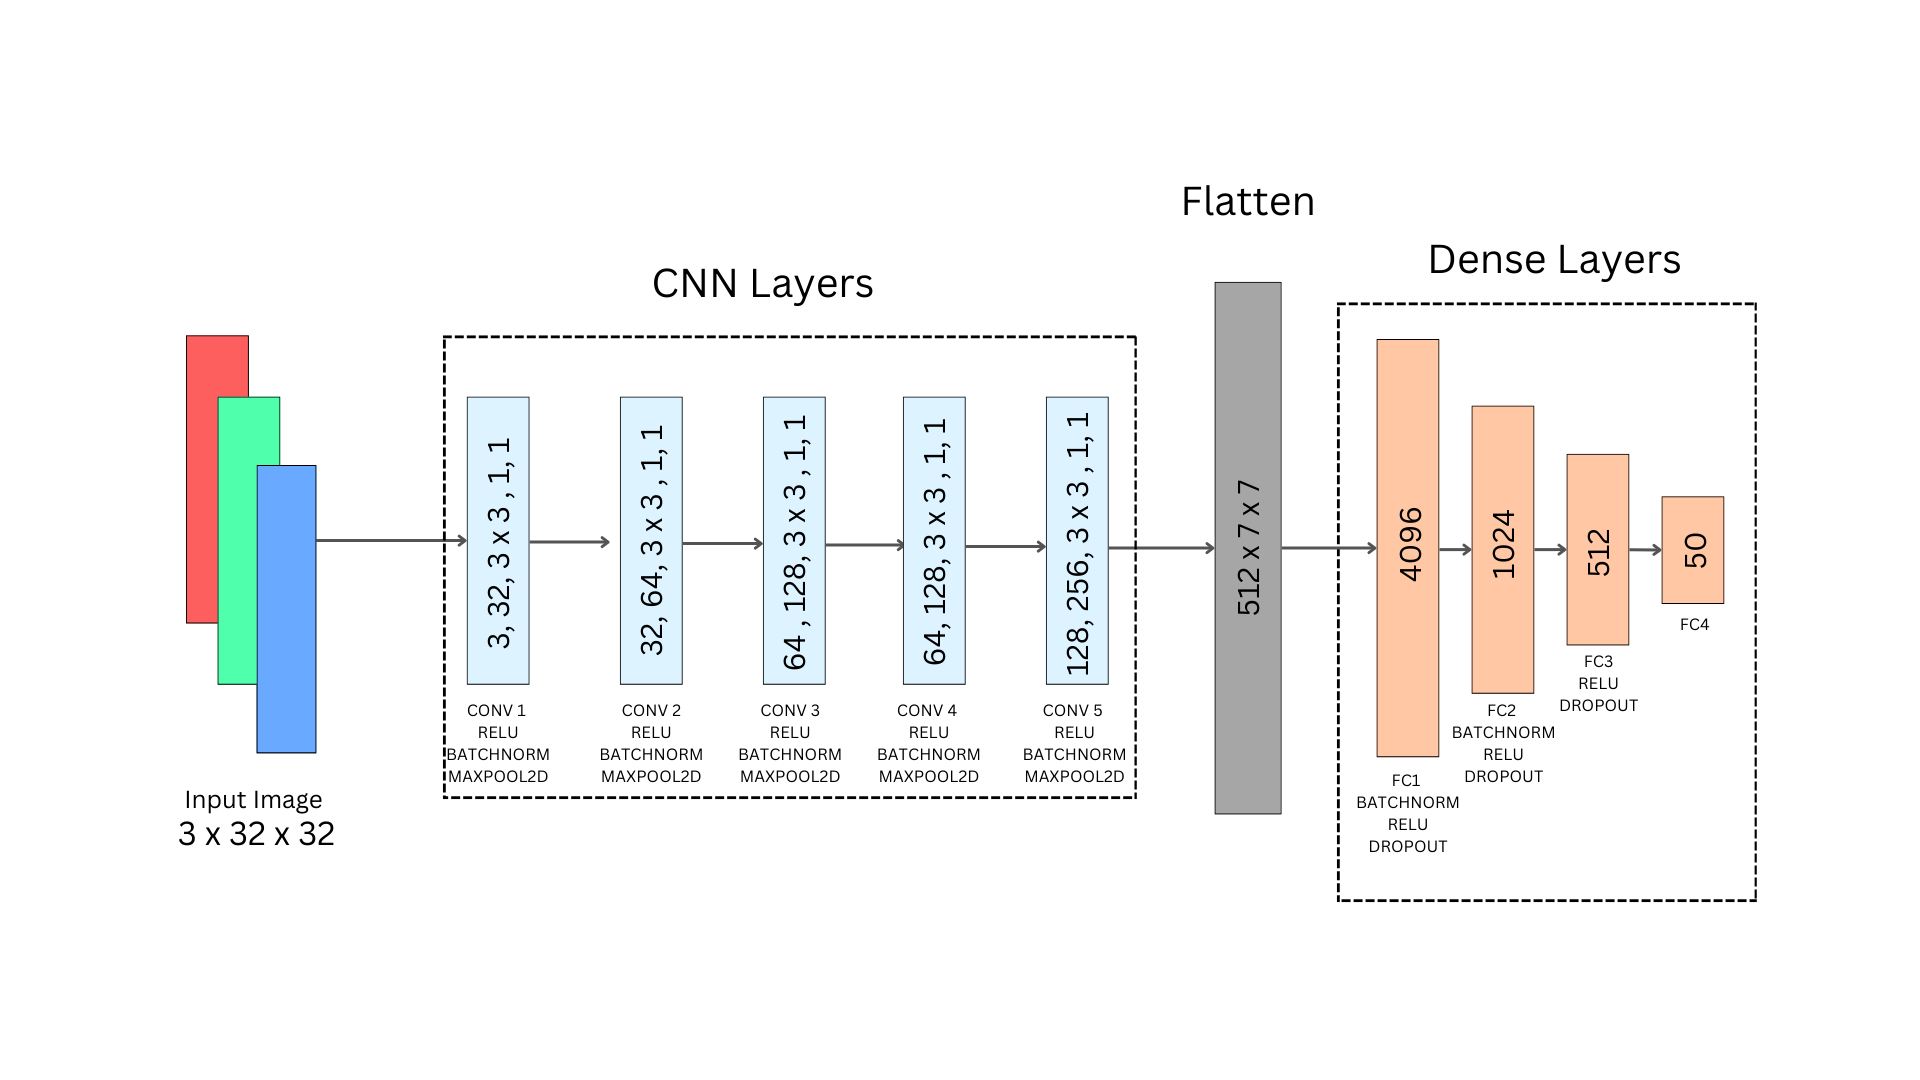 Flatten
Dense Layers
CNN Layers
Input Image
3 x 32 x 32
3, 32, 3 x 3 , 1, 1
CONV 1
RELU
BATCHNORM
MAXPOOL2D
32, 64, 3 x 3 , 1, 1
CONV 2
RELU
BATCHNORM
MAXPOOL2D
64 , 128, 3 x 3 , 1, 1
CONV 3
RELU
BATCHNORM
MAXPOOL2D
64, 128, 3 x 3 , 1, 1
CONV 4
RELU
BATCHNORM
MAXPOOL2D
128, 256, 3 x 3 , 1, 1
CONV 5
RELU
BATCHNORM
MAXPOOL2D
512 x 7 x 7
4096
FC1
BATCHNORM
RELU
DROPOUT
1024
FC2
BATCHNORM
RELU
DROPOUT
512
FC3
RELU
DROPOUT
50
FC4